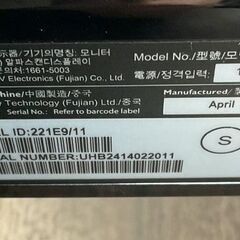 示器/기기의명칭: 모니터 / Model/型號/모
: 알파스캔디스플레이
변호: 1661-5003
V Electronics (Fujian) Co., Ltd.
電源/정격입력:
hine/中國製造/중국
Technology (Fujian) Ltd./중국
Refer to barcode label
Manufactured/製
April
L ID:221E9/11
AL NUMBER:UHB2414022011
S